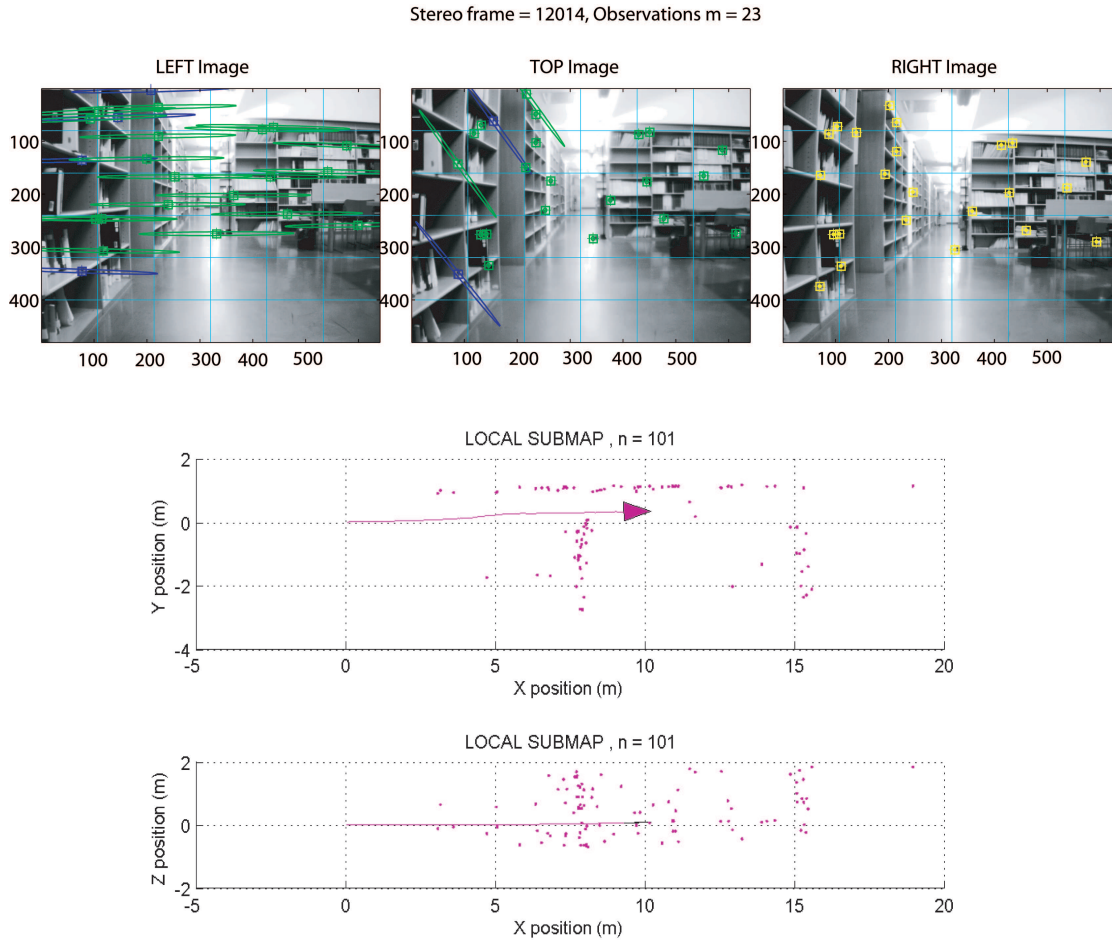 Stereo frame = 12014, Observations m = 23
LEFT Image
TOP Image
RIGHT Image
100
200
300
400
100 200 300 400 500
100
200
300
400
100 200 300 400 500
100
200
300
400
100 200 300 400 500
LOCAL SUBMAP , n = 101
Y position (m)
2
0
-2
-4
-5 0 5 10 15 20
X position (m)
LOCAL SUBMAP , n = 101
Z position (m)
2
0
-2
-5 0 5 10 15 20
X position (m)